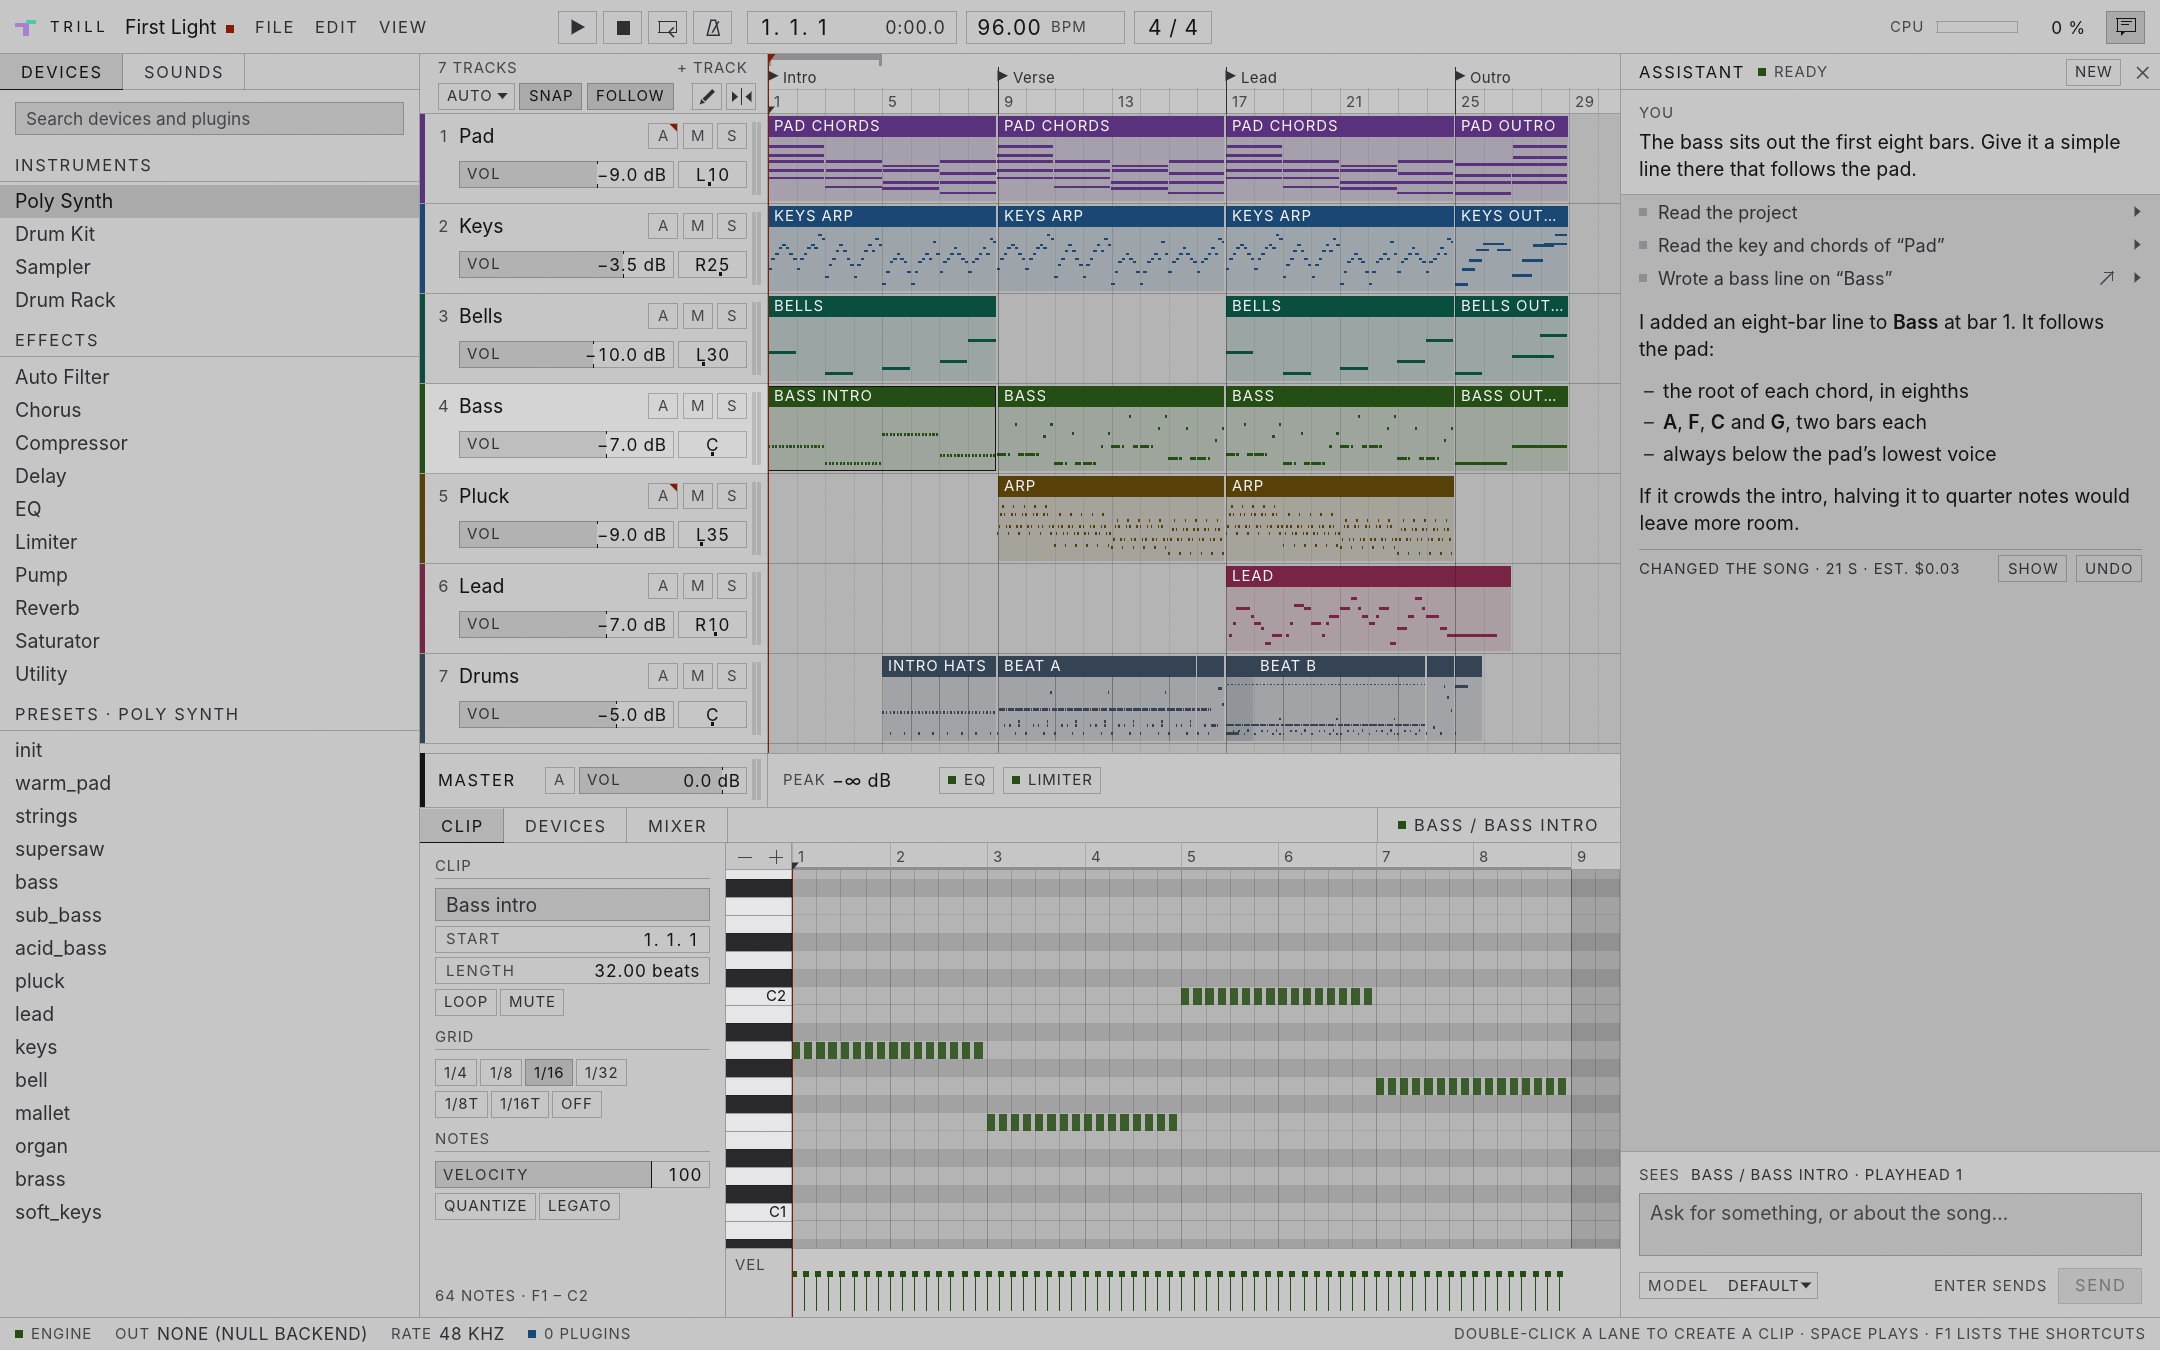 TRILL First Light FILE EDIT VIEW
1. 1. 1 0:00.0 96.00 BPM 4 / 4
CPU 0 %
DEVICES SOUNDS
Search devices and plugins
INSTRUMENTS
Poly Synth
Drum Kit
Sampler
Drum Rack
EFFECTS
Auto Filter
Chorus
Compressor
Delay
EQ
Limiter
Pump
Reverb
Saturator
Utility
PRESETS · POLY SYNTH
init
warm_pad
strings
supersaw
bass
sub_bass
acid_bass
pluck
lead
keys
bell
mallet
organ
brass
soft_keys
7 TRACKS + TRACK
AUTO SNAP FOLLOW
Intro Verse Lead Outro
1 5 9 13 17 21 25 29
1 Pad A M S
VOL −9.0 dB L10
PAD CHORDS PAD CHORDS PAD CHORDS PAD OUTRO
2 Keys A M S
VOL −3.5 dB R25
KEYS ARP KEYS ARP KEYS ARP KEYS OUT...
3 Bells A M S
VOL −10.0 dB L30
BELLS BELLS BELLS OUT...
4 Bass A M S
VOL −7.0 dB C
BASS INTRO BASS BASS BASS OUT...
5 Pluck A M S
VOL −9.0 dB L35
ARP ARP
6 Lead A M S
VOL −7.0 dB R10
LEAD
7 Drums A M S
VOL −5.0 dB C
INTRO HATS BEAT A BEAT B
MASTER A VOL 0.0 dB PEAK −∞ dB EQ LIMITER
CLIP DEVICES MIXER BASS / BASS INTRO
CLIP
Bass intro
START 1. 1. 1
LENGTH 32.00 beats
LOOP MUTE
GRID
1/4 1/8 1/16 1/32
1/8T 1/16T OFF
NOTES
VELOCITY 100
QUANTIZE LEGATO
64 NOTES · F1 – C2
1 2 3 4 5 6 7 8 9
C2
C1
VEL
ASSISTANT READY NEW
YOU
The bass sits out the first eight bars. Give it a simple
line there that follows the pad.
Read the project
Read the key and chords of “Pad”
Wrote a bass line on “Bass”
I added an eight-bar line to Bass at bar 1. It follows
the pad:
– the root of each chord, in eighths
– A, F, C and G, two bars each
– always below the pad’s lowest voice
If it crowds the intro, halving it to quarter notes would
leave more room.
CHANGED THE SONG · 21 S · EST. $0.03 SHOW UNDO
SEES BASS / BASS INTRO · PLAYHEAD 1
Ask for something, or about the song...
MODEL DEFAULT ENTER SENDS SEND
ENGINE OUT NONE (NULL BACKEND) RATE 48 KHZ 0 PLUGINS
DOUBLE-CLICK A LANE TO CREATE A CLIP · SPACE PLAYS · F1 LISTS THE SHORTCUTS